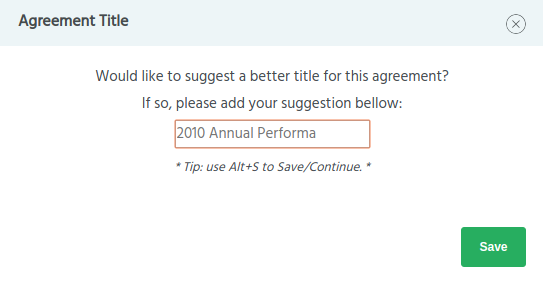 Agreement Title
Would like to suggest a better title for this agreement?
If so, please add your suggestion bellow:
2010 Annual Performa
* Tip: use Alt+S to Save/Continue. *
Save